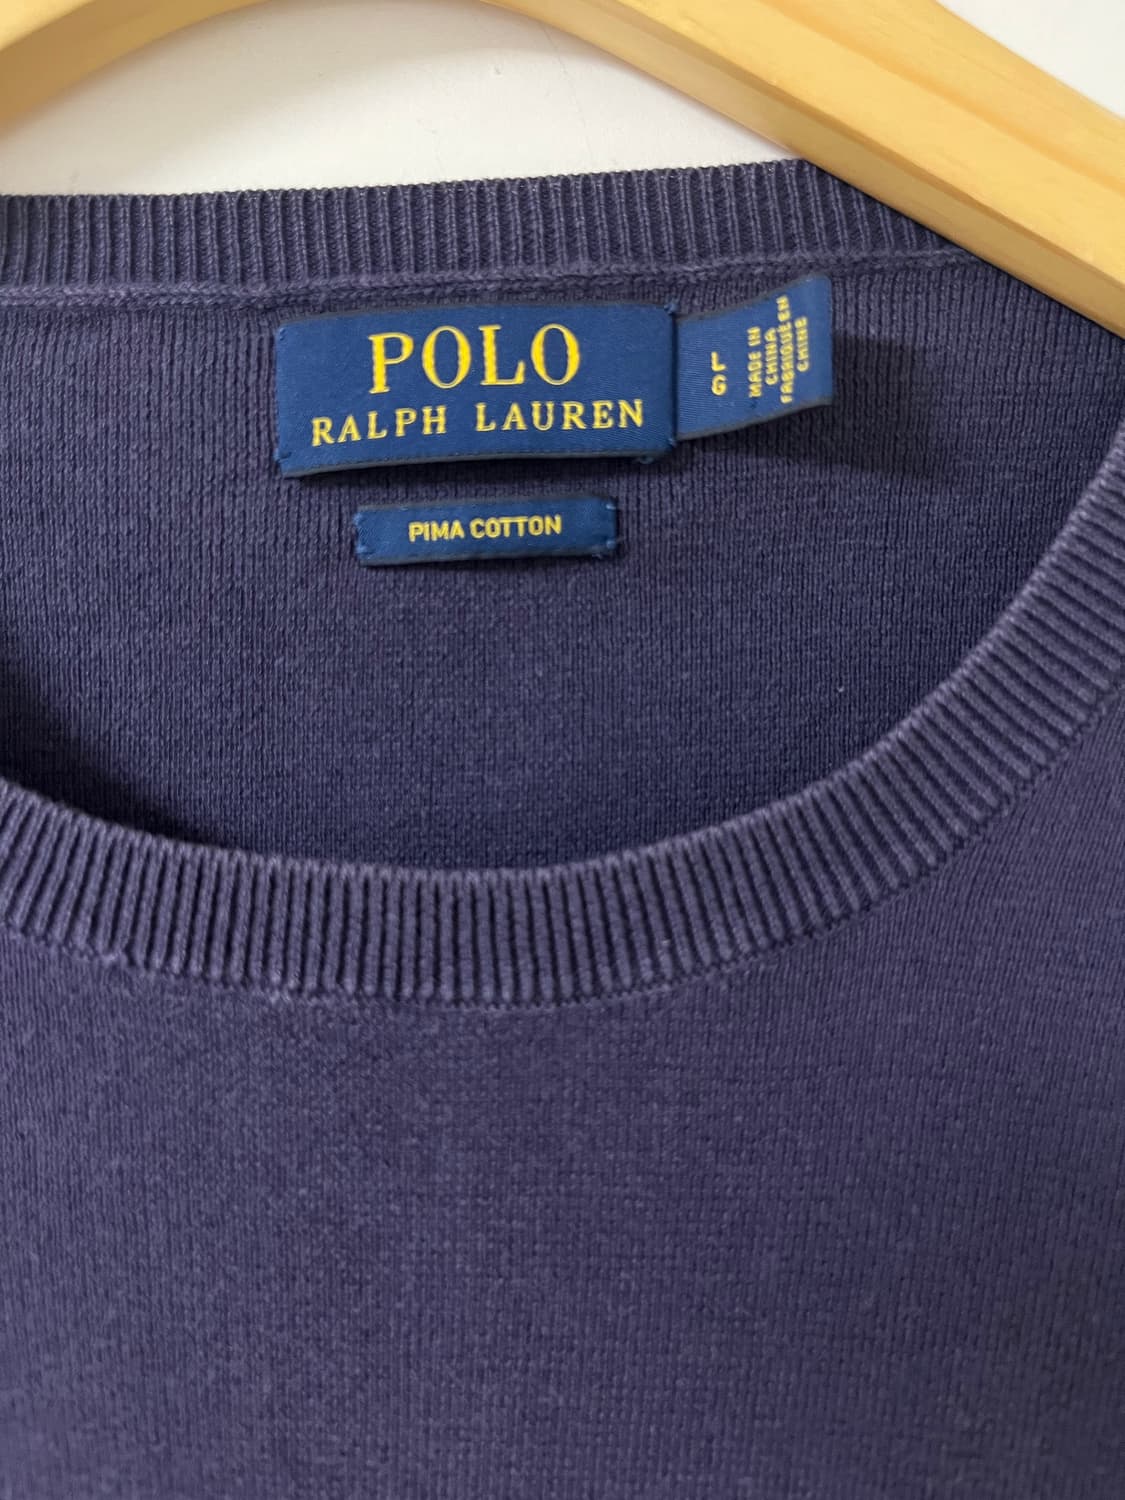 POLO
RALPH LAUREN
L
G
MADE IN
CHINA
FABRIQUÉ EN
CHINE
PIMA COTTON